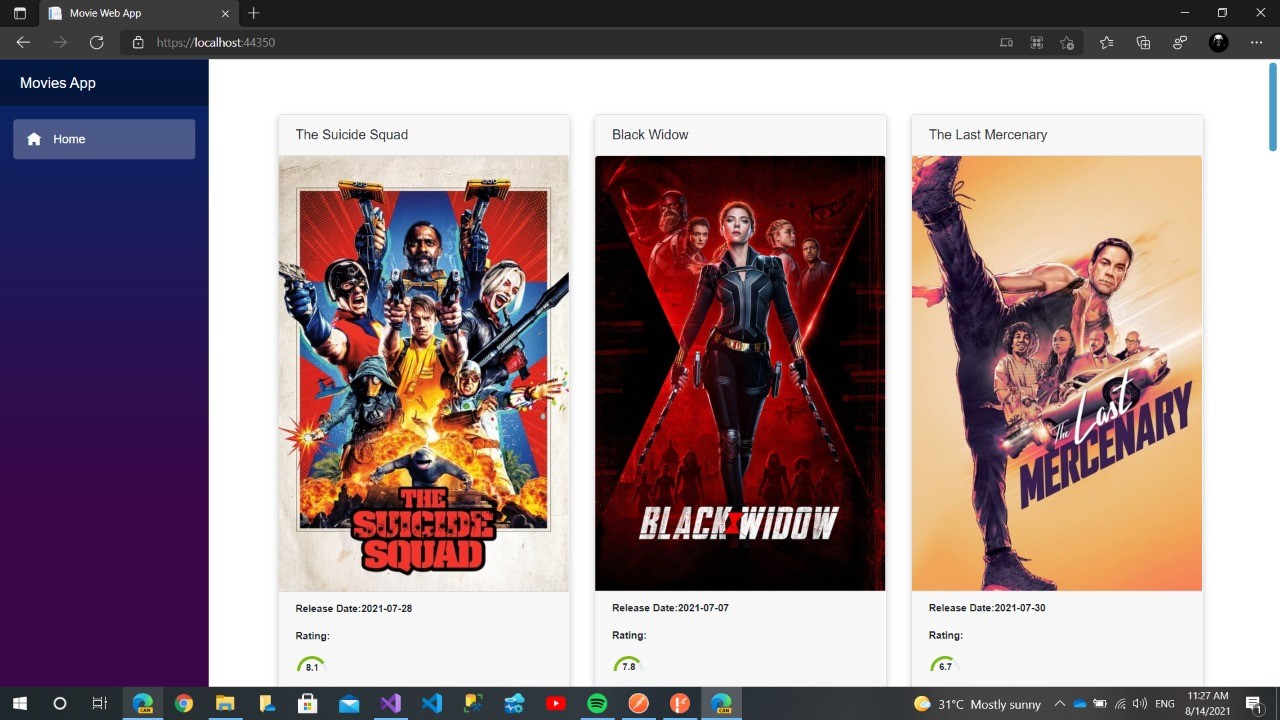 Movie Web App
https://localhost:44350
Movies App
Home
The Suicide Squad
Black Widow
The Last Mercenary
THE
SUICIDE
SQUAD
BLACK WIDOW
The Last
MERCENARY
Release Date:2021-07-28
Release Date:2021-07-07
Release Date:2021-07-30
Rating:
Rating:
Rating:
8.1
7.8
6.7
CAN
CAN
31°C Mostly sunny
ENG
11:27 AM
8/14/2021
1